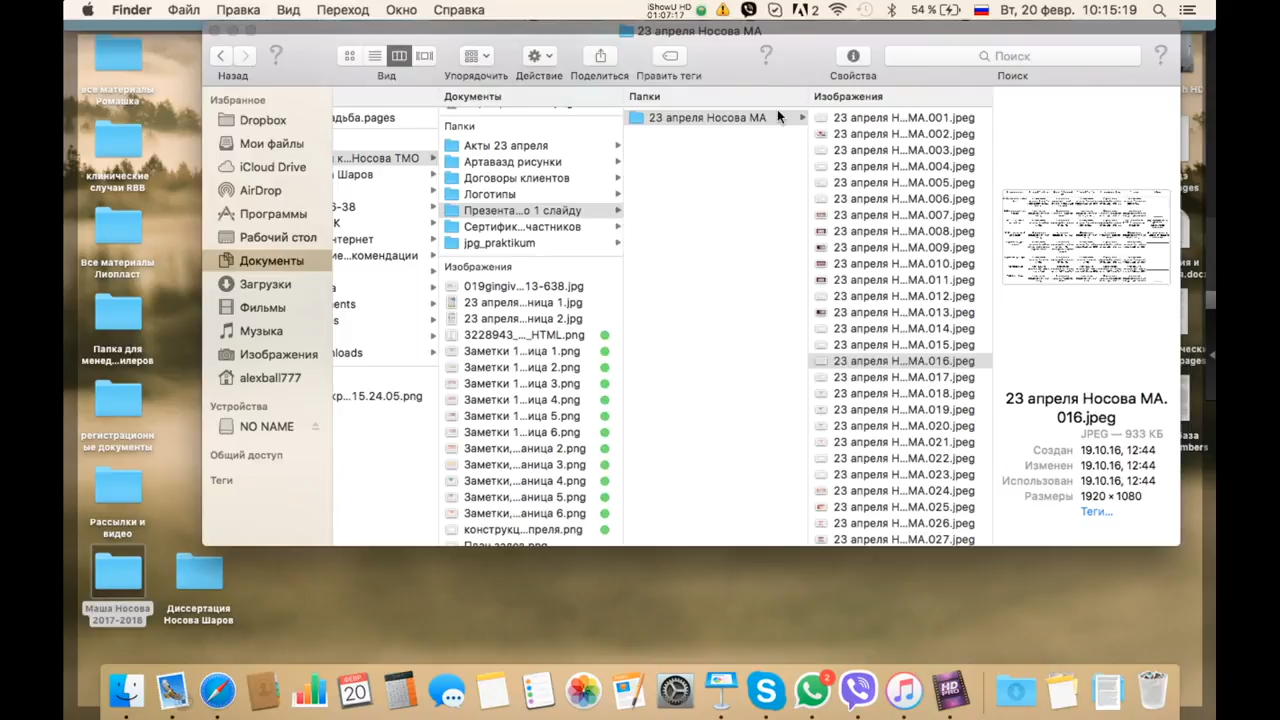 Finder Файл Правка Вид Переход Окно Справка iShowU HD 01:07:17 2 54 % Вт, 20 февр. 10:15:19
23 апреля Носова МА
Поиск
Назад Вид Упорядочить Действие Поделиться Править теги Свойства Поиск
Избранное
Dropbox
Мои файлы
iCloud Drive
AirDrop
Программы
Рабочий стол
Документы
Загрузки
Фильмы
Музыка
Изображения
alexball777
Устройства
NO NAME
Общий доступ
Теги
адьба.pages
к...Носова ТМО
Шаров
6-38
К
нтернет
ие...комендации
ents
s
nloads
кр...15.24.05.png
Документы
Папки
Акты 23 апреля
Артавазд рисунки
Договоры клиентов
Логотипы
Презента...о 1 слайду
Сертифик...частников
jpg_praktikum
Изображения
019gingiv...13-638.jpg
23 апреля...ница 1.jpg
23 апреля...ница 2.jpg
3228943_..._HTML.png
Заметки 1...ица 1.png
Заметки 1...ица 2.png
Заметки 1...ица 3.png
Заметки 1...ица 4.png
Заметки 1...ица 5.png
Заметки 1...ица 6.png
Заметки,...аница 2.png
Заметки,...аница 3.png
Заметки,...аница 4.png
Заметки,...аница 5.png
Заметки,...аница 6.png
конструкц...преля.png
Папки
23 апреля Носова МА
Изображения
23 апреля Н...МА.001.jpeg
23 апреля Н...МА.002.jpeg
23 апреля Н...МА.003.jpeg
23 апреля Н...МА.004.jpeg
23 апреля Н...МА.005.jpeg
23 апреля Н...МА.006.jpeg
23 апреля Н...МА.007.jpeg
23 апреля Н...МА.008.jpeg
23 апреля Н...МА.009.jpeg
23 апреля Н...МА.010.jpeg
23 апреля Н...МА.011.jpeg
23 апреля Н...МА.012.jpeg
23 апреля Н...МА.013.jpeg
23 апреля Н...МА.014.jpeg
23 апреля Н...МА.015.jpeg
23 апреля Н...МА.016.jpeg
23 апреля Н...МА.017.jpeg
23 апреля Н...МА.018.jpeg
23 апреля Н...МА.019.jpeg
23 апреля Н...МА.020.jpeg
23 апреля Н...МА.021.jpeg
23 апреля Н...МА.022.jpeg
23 апреля Н...МА.023.jpeg
23 апреля Н...МА.024.jpeg
23 апреля Н...МА.025.jpeg
23 апреля Н...МА.026.jpeg
23 апреля Н...МА.027.jpeg
23 апреля Носова МА.
016.jpeg
JPEG — 933 КБ
Создан 19.10.16, 12:44
Изменен 19.10.16, 12:44
Использован 19.10.16, 12:44
Размеры 1920 × 1080
Теги...
все материалы
Ромашка
клинические
случаи RBB
Все материалы
Лиопласт
Папка для
менед...илеров
регистрационн
ые документы
Рассылки и
видео
Маша Носова
2017-2018
Диссертация
Носова Шаров
ФЕВР
20
2